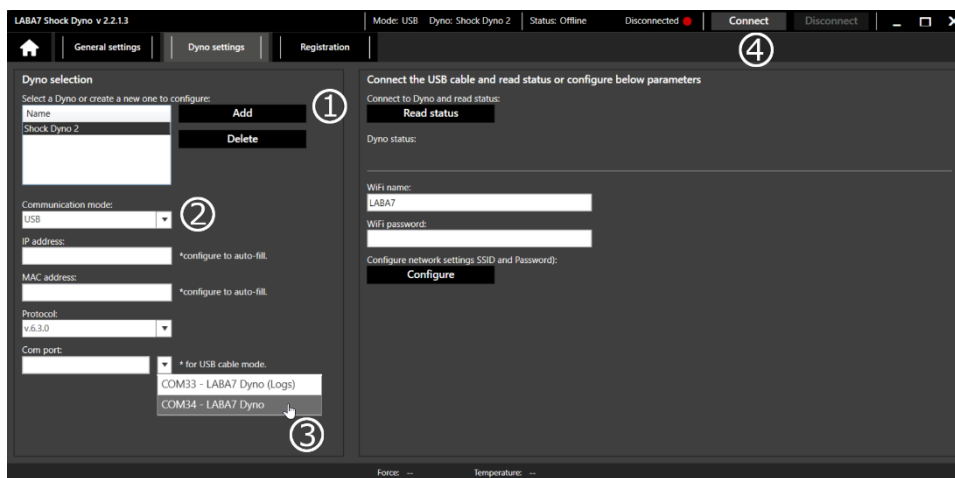 LABA7 Shock Dyno v 2.2.1.3
Mode: USB Dyno: Shock Dyno 2 Status: Offline Disconnected Connect Disconnect
General settings Dyno settings Registration
④
Dyno selection
Select a Dyno or create a new one to configure:
Name
Shock Dyno 2
Add
①
Delete
Communication mode:
USB
②
IP address:
*configure to auto-fill.
MAC address:
*configure to auto-fill.
Protocol:
v.6.3.0
Com port:
* for USB cable mode.
COM33 - LABA7 Dyno (Logs)
COM34 - LABA7 Dyno
③
Connect the USB cable and read status or configure below parameters
Connect to Dyno and read status:
Read status
Dyno status:
WiFi name:
LABA7
WiFi password:
Configure network settings SSID and Password):
Configure
Force: -- Temperature: --